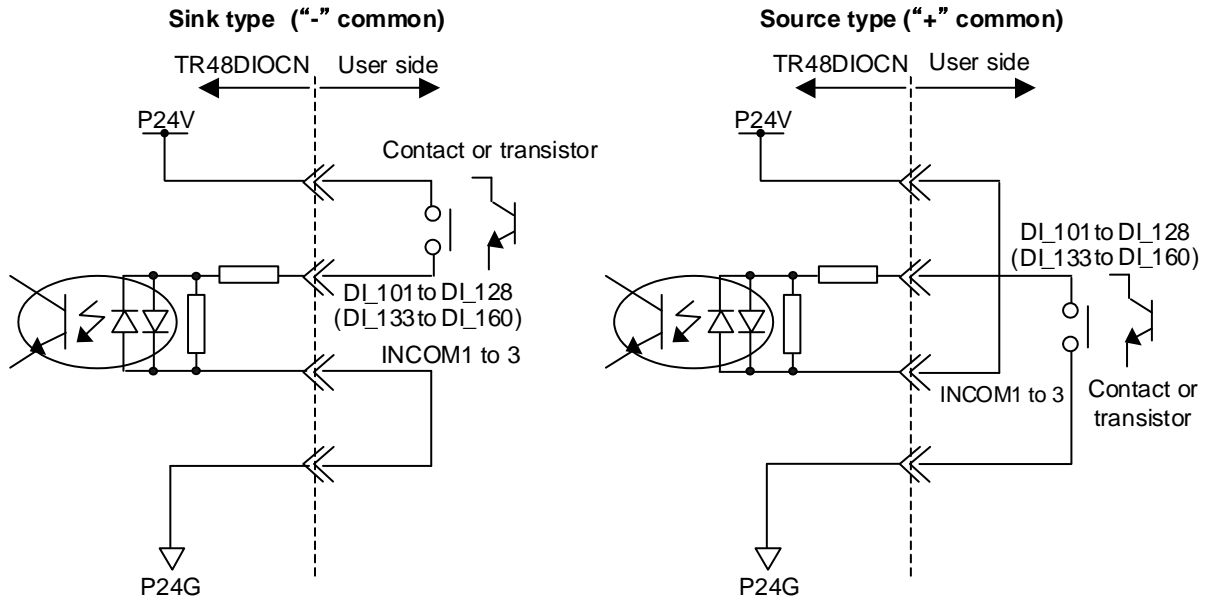 Sink type (“-” common)
TR48DIOCN
User side
P24V
Contact or transistor
DI_101 to DI_128
(DI_133 to DI_160)
INCOM1 to 3
P24G
Source type (“+” common)
TR48DIOCN
User side
P24V
DI_101 to DI_128
(DI_133 to DI_160)
INCOM1 to 3
Contact or
transistor
P24G